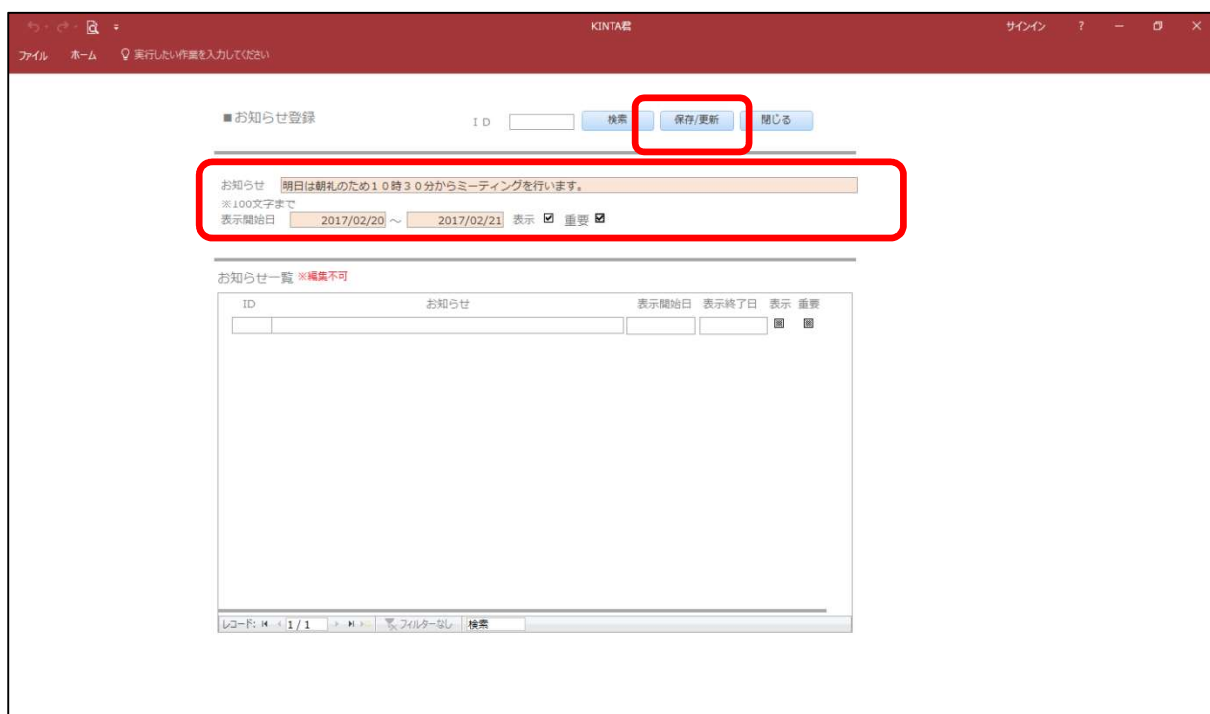 KINTA君 サインイン ?
ファイル ホーム 実行したい作業を入力してください
■お知らせ登録 ID 検索 保存/更新 閉じる
お知らせ 明日は朝礼のため10時30分からミーティングを行います。
※100文字まで
表示開始日 2017/02/20 ～ 2017/02/21 表示 重要
お知らせ一覧 ※編集不可
ID お知らせ 表示開始日 表示終了日 表示 重要
レコード: 1 / 1 フィルターなし 検索